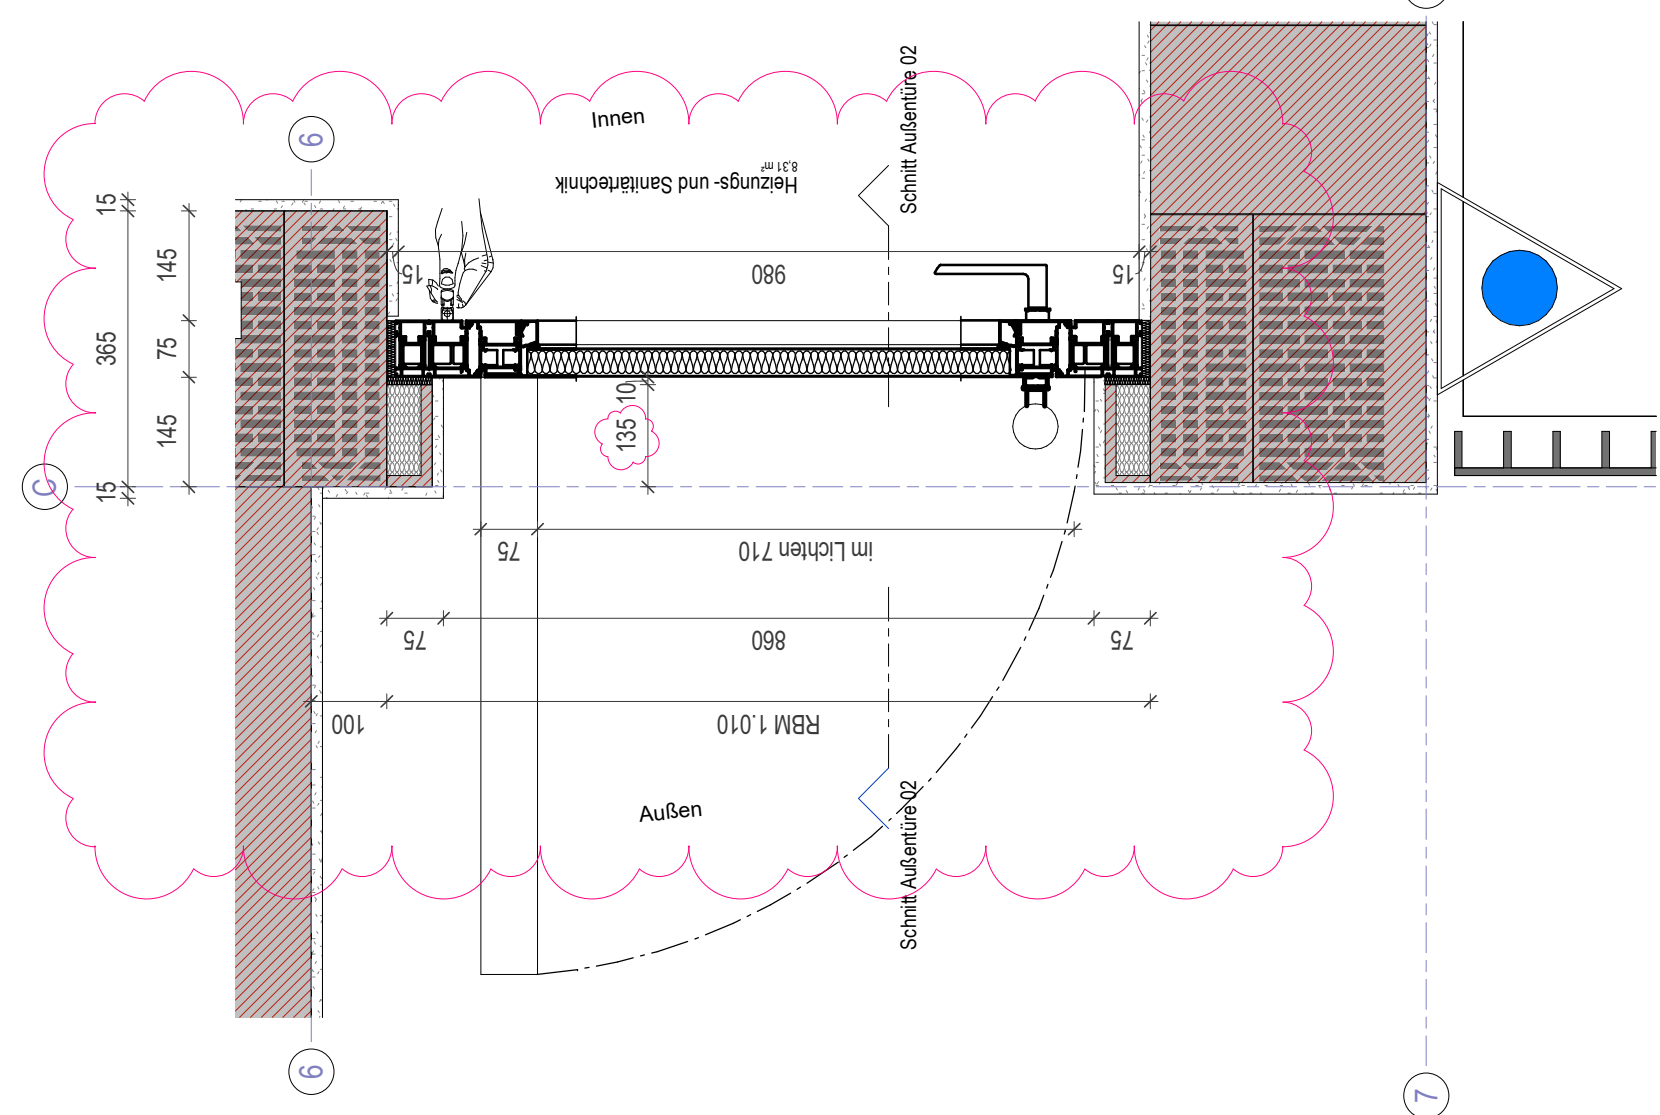 6
Innen
Schnitt Außentüre 02
8,31 m²
Heizungs- und Sanitärtechnik
15
145
365
75
145
15
15
980
15
10
135
C
75
im Lichten 710
75
860
75
100
RBM 1.010
Außen
Schnitt Außentüre 02
6
7